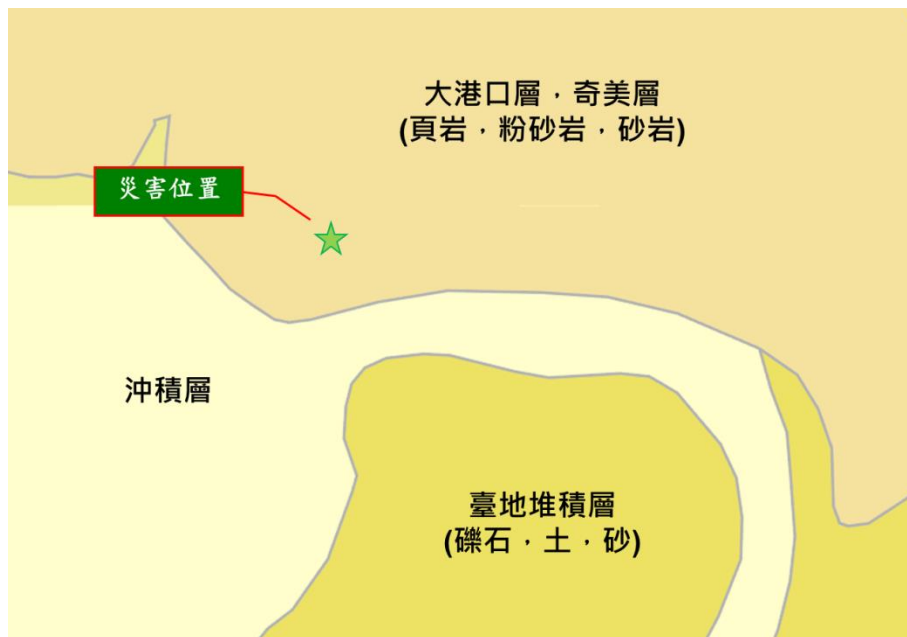 大港口層，奇美層
(頁岩，粉砂岩，砂岩)
災害位置
沖積層
臺地堆積層
(礫石，土，砂)